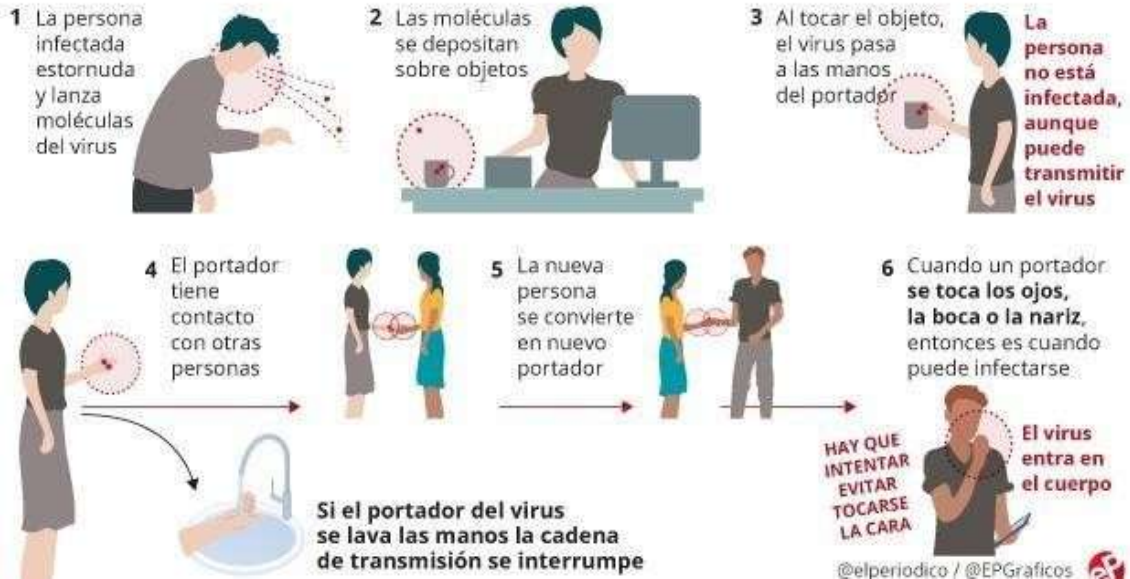 1 La persona
infectada
estornuda
y lanza
moléculas
del virus
2 Las moléculas
se depositan
sobre objetos
3 Al tocar el objeto,
el virus pasa
a las manos
del portador
La
persona
no está
infectada,
aunque
puede
transmitir
el virus
4 El portador
tiene
contacto
con otras
personas
5 La nueva
persona
se convierte
en nuevo
portador
6 Cuando un portador
se toca los ojos,
la boca o la nariz,
entonces es cuando
puede infectarse
Si el portador del virus
se lava las manos la cadena
de transmisión se interrumpe
HAY QUE
INTENTAR
EVITAR
TOCARSE
LA CARA
El virus
entra en
el cuerpo
@elperiodico / @EPGraficos
eP